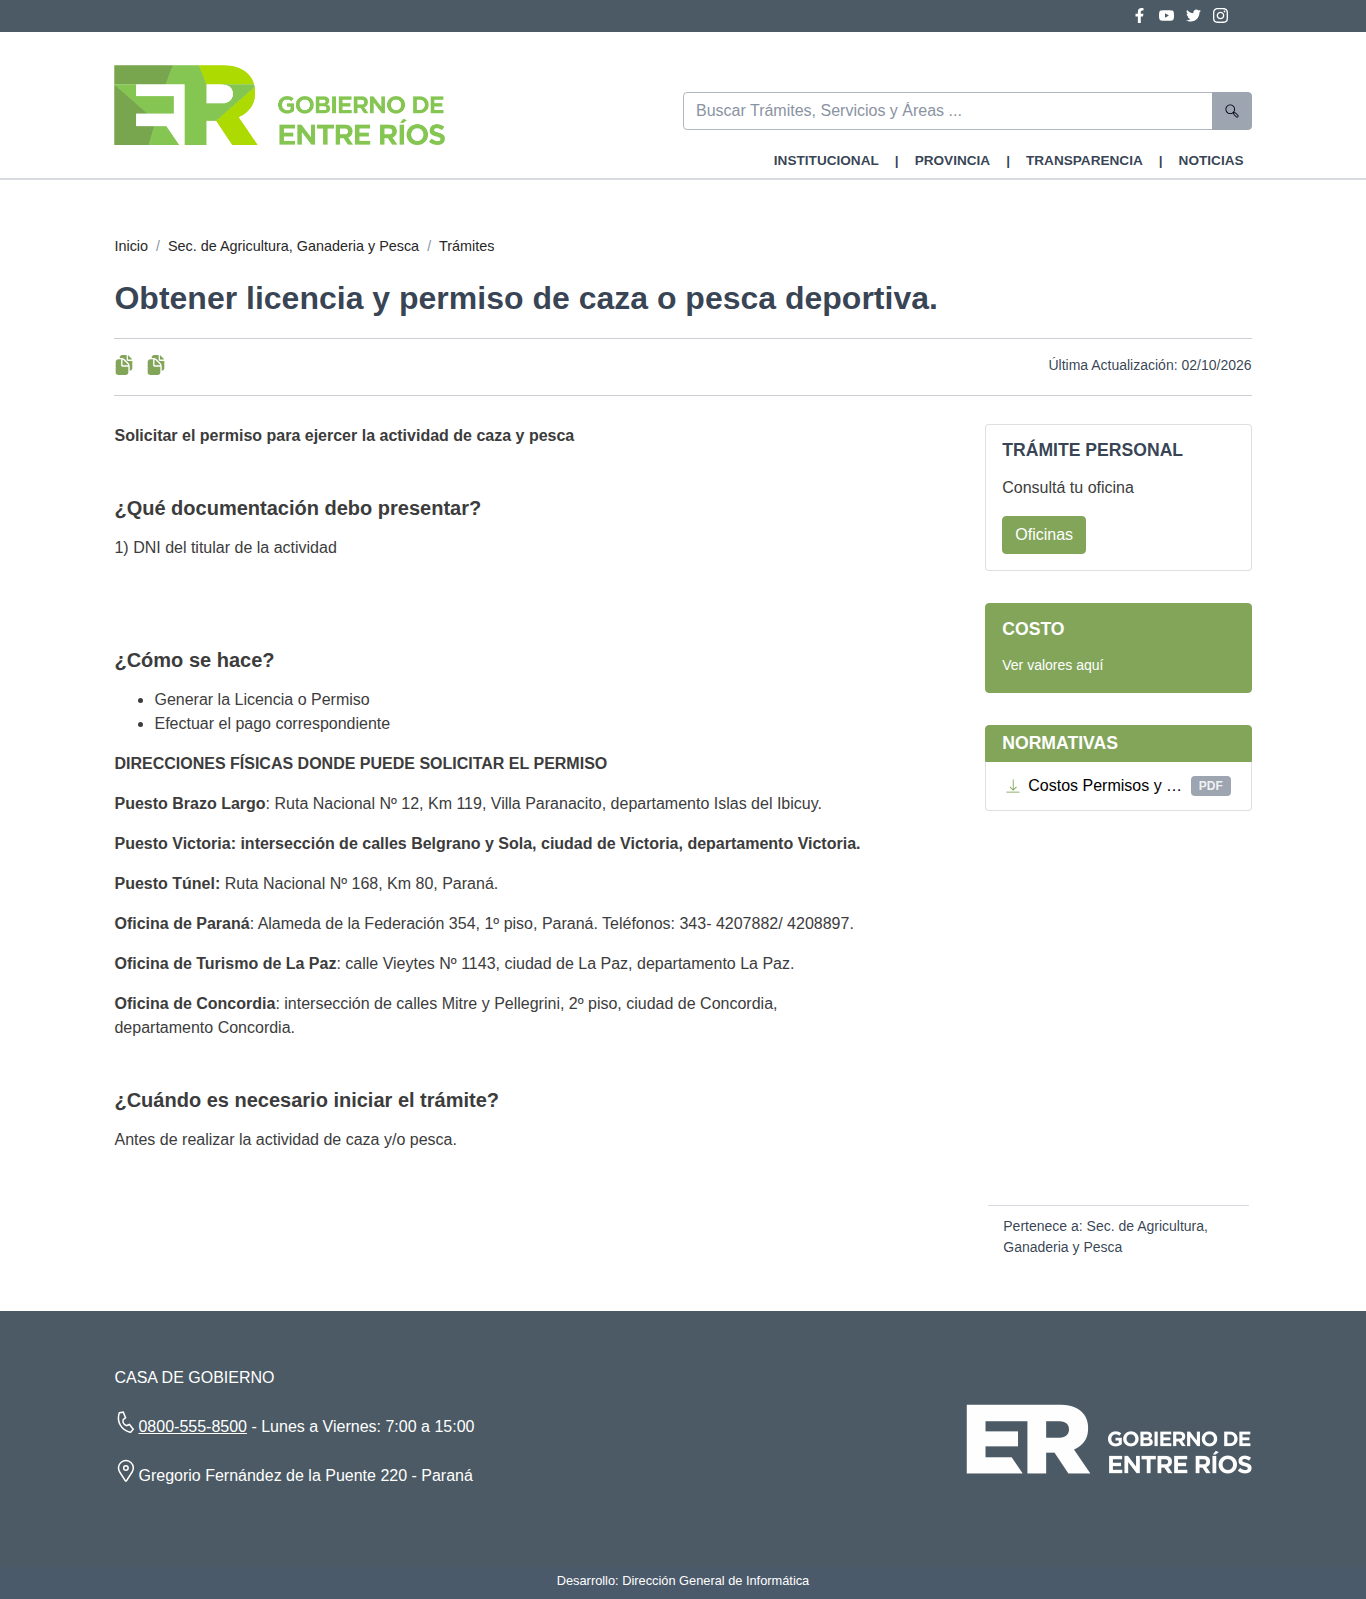 ER GOBIERNO DE
ENTRE RÍOS
Buscar Trámites, Servicios y Áreas ...
INSTITUCIONAL | PROVINCIA | TRANSPARENCIA | NOTICIAS
Inicio / Sec. de Agricultura, Ganaderia y Pesca / Trámites
Obtener licencia y permiso de caza o pesca deportiva.
Última Actualización: 02/10/2026
Solicitar el permiso para ejercer la actividad de caza y pesca
¿Qué documentación debo presentar?
1) DNI del titular de la actividad
¿Cómo se hace?
• Generar la Licencia o Permiso
• Efectuar el pago correspondiente
DIRECCIONES FÍSICAS DONDE PUEDE SOLICITAR EL PERMISO
Puesto Brazo Largo: Ruta Nacional Nº 12, Km 119, Villa Paranacito, departamento Islas del Ibicuy.
Puesto Victoria: intersección de calles Belgrano y Sola, ciudad de Victoria, departamento Victoria.
Puesto Túnel: Ruta Nacional Nº 168, Km 80, Paraná.
Oficina de Paraná: Alameda de la Federación 354, 1º piso, Paraná. Teléfonos: 343- 4207882/ 4208897.
Oficina de Turismo de La Paz: calle Vieytes Nº 1143, ciudad de La Paz, departamento La Paz.
Oficina de Concordia: intersección de calles Mitre y Pellegrini, 2º piso, ciudad de Concordia,
departamento Concordia.
¿Cuándo es necesario iniciar el trámite?
Antes de realizar la actividad de caza y/o pesca.
TRÁMITE PERSONAL
Consultá tu oficina
Oficinas
COSTO
Ver valores aquí
NORMATIVAS
Costos Permisos y ... PDF
Pertenece a: Sec. de Agricultura,
Ganaderia y Pesca
CASA DE GOBIERNO
0800-555-8500 - Lunes a Viernes: 7:00 a 15:00
Gregorio Fernández de la Puente 220 - Paraná
ER GOBIERNO DE
ENTRE RÍOS
Desarrollo: Dirección General de Informática